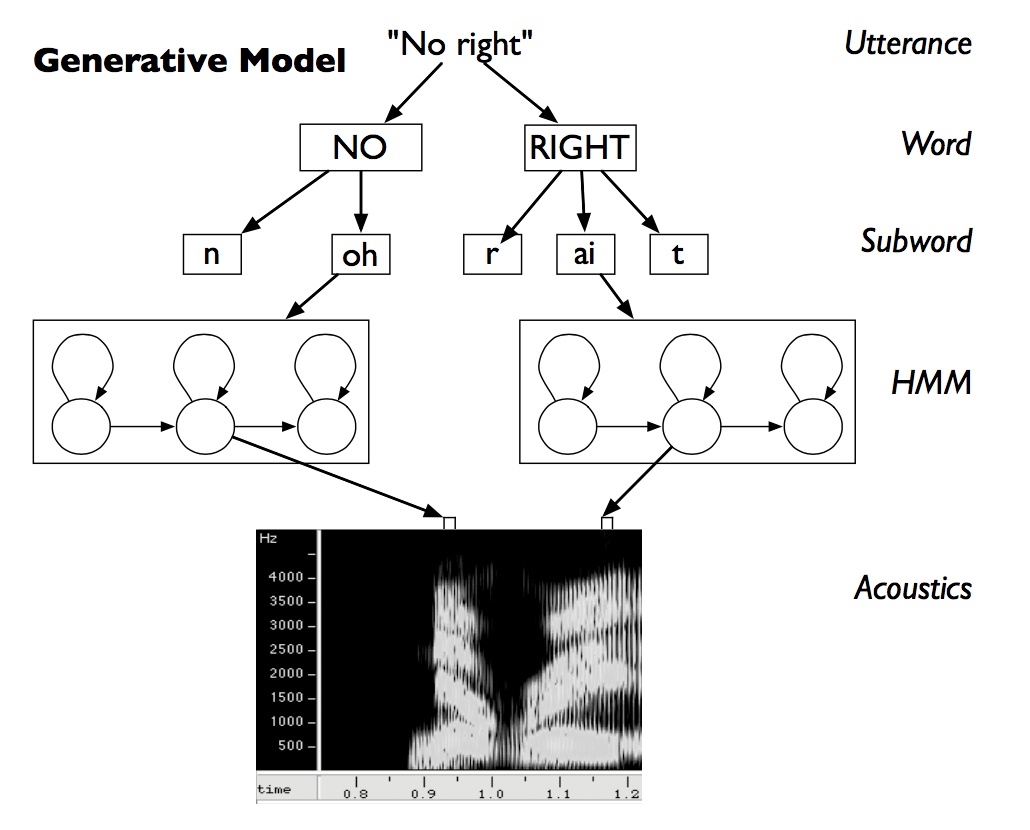 Generative Model
"No right"
Utterance
NO
RIGHT
Word
n
oh
r
ai
t
Subword
HMM
Acoustics
Hz
4000
3500
3000
2500
2000
1500
1000
500
time
0.8
0.9
1.0
1.1
1.2